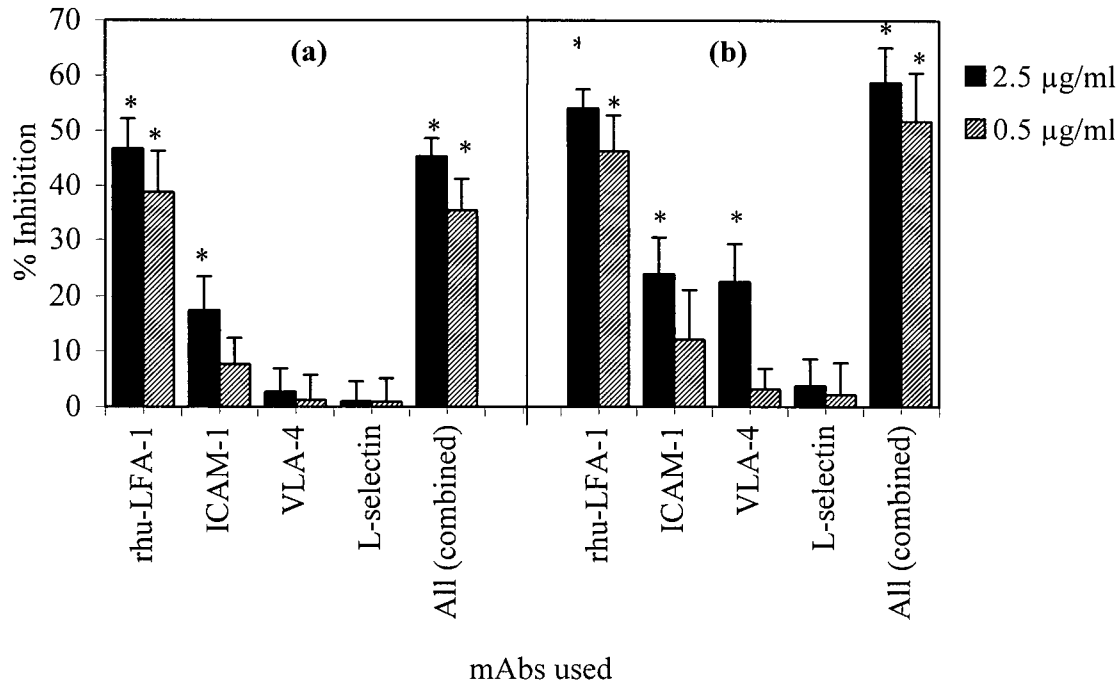 70
60
50
40
30
20
10
0
% Inhibition
(a)
(b)
* * * * * * * * * * * *
2.5 µg/ml
0.5 µg/ml
rhu-LFA-1
ICAM-1
VLA-4
L-selectin
All (combined)
rhu-LFA-1
ICAM-1
VLA-4
L-selectin
All (combined)
mAbs used